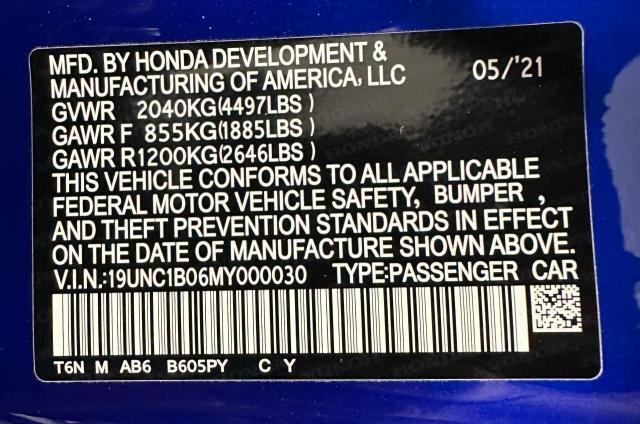 MFD. BY HONDA DEVELOPMENT &
MANUFACTURING OF AMERICA, LLC 05/'21
GVWR 2040KG(4497LBS )
GAWR F 855KG(1885LBS )
GAWR R1200KG(2646LBS )
THIS VEHICLE CONFORMS TO ALL APPLICABLE
FEDERAL MOTOR VEHICLE SAFETY, BUMPER ,
AND THEFT PREVENTION STANDARDS IN EFFECT
ON THE DATE OF MANUFACTURE SHOWN ABOVE.
V.I.N.:19UNC1B06MY000030 TYPE:PASSENGER CAR
T6N M AB6 B605PY C Y